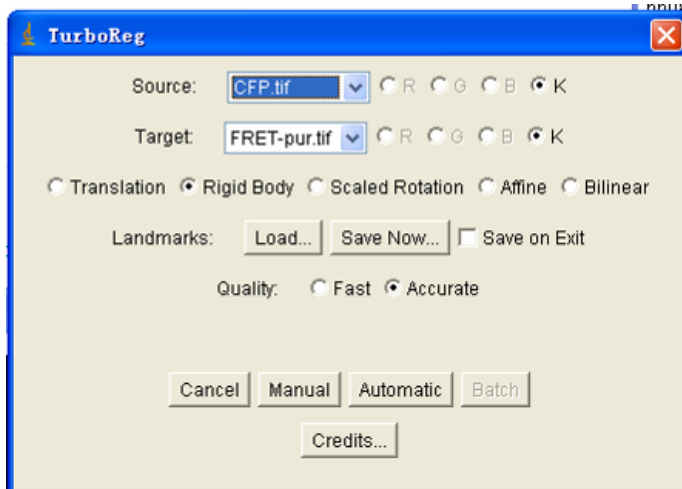 TurboReg
Source: CFP.tif R G B K
Target: FRET-pur.tif R G B K
Translation Rigid Body Scaled Rotation Affine Bilinear
Landmarks: Load... Save Now... Save on Exit
Quality: Fast Accurate
Cancel Manual Automatic Batch
Credits...